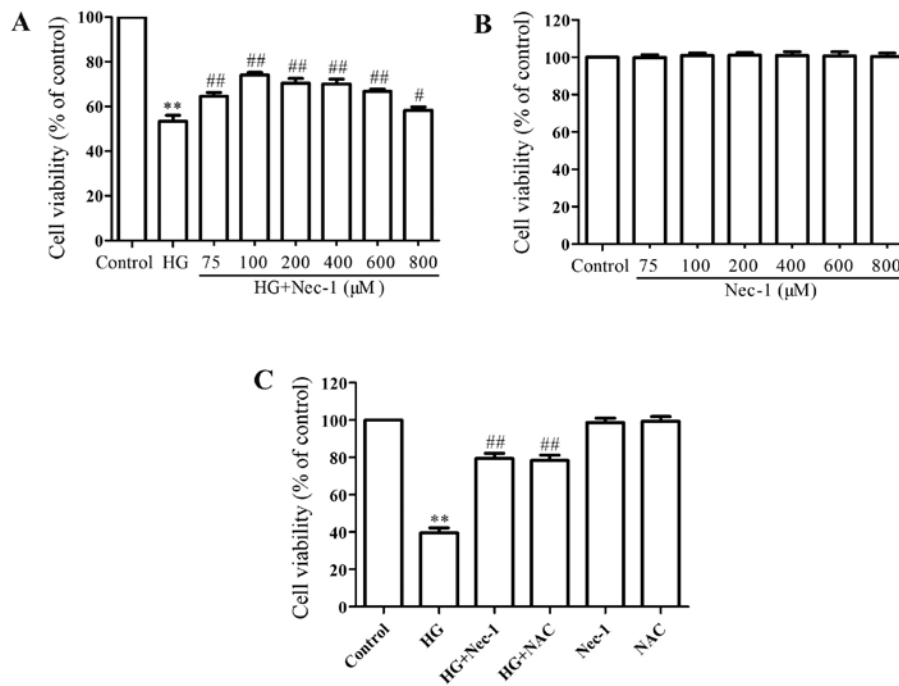 A
Cell viability (% of control)
100
80
60
40
20
0
**
##
##
##
##
##
#
Control HG 75 100 200 400 600 800
HG+Nec-1 (μM )
B
Cell viability (% of control)
120
100
80
60
40
20
0
Control 75 100 200 400 600 800
Nec-1 (μM)
C
Cell viability (% of control)
120
100
80
60
40
20
0
**
##
##
Control HG HG+Nec-1 HG+NAC Nec-1 NAC